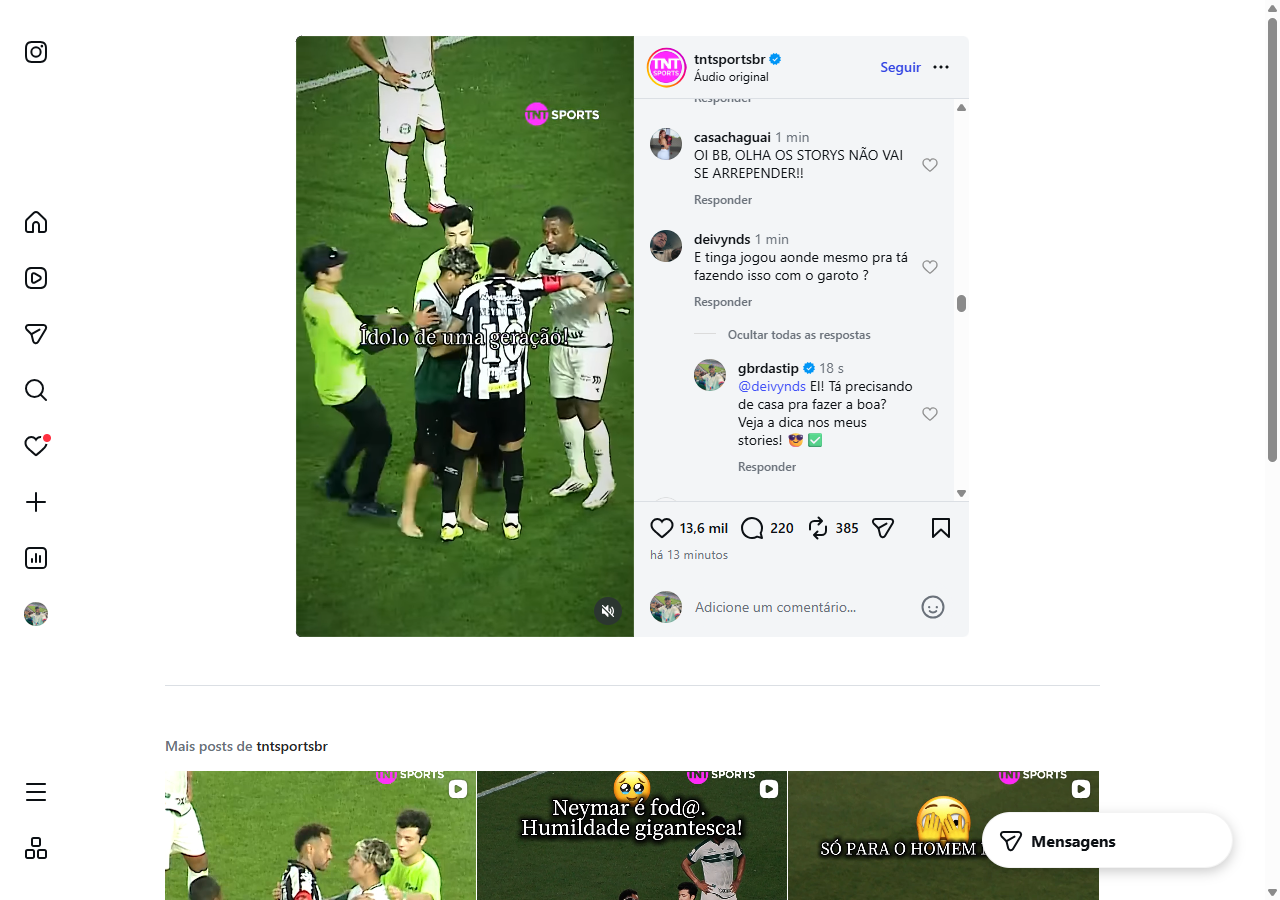 TNT SPORTS
Ídolo de uma geração!
10
TNT
SPORTS
tntsportsbr
Áudio original
Seguir
Responder
casachaguai 1 min
OI BB, OLHA OS STORYS NÃO VAI
SE ARREPENDER!!
Responder
deivynds 1 min
E tinga jogou aonde mesmo pra tá
fazendo isso com o garoto ?
Responder
Ocultar todas as respostas
gbrdastip 18 s
@deivynds EI! Tá precisando
de casa pra fazer a boa?
Veja a dica nos meus
stories! 😎 ✅
Responder
13,6 mil 220 385
há 13 minutos
Adicione um comentário...
Mais posts de tntsportsbr
TNT SPORTS
TNT SPORTS
Neymar é fod@.
Humildade gigantesca!
TNT SPORTS
SÓ PARA O HOMEM
Mensagens